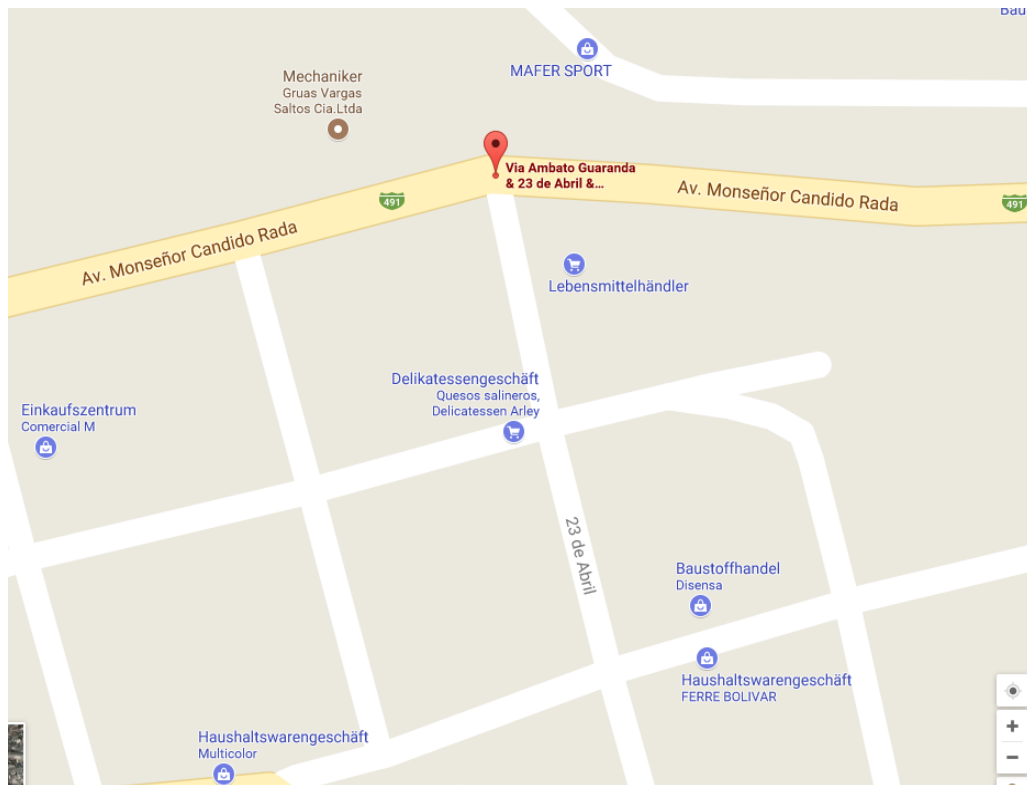 Bau
MAFER SPORT
Mechaniker
Gruas Vargas
Saltos Cia.Ltda
Via Ambato Guaranda
& 23 de Abril &...
491
Av. Monseñor Candido Rada
491
Av. Monseñor Candido Rada
Lebensmittelhändler
Delikatessengeschäft
Quesos salineros,
Delicatessen Arley
Einkaufszentrum
Comercial M
23 de Abril
Baustoffhandel
Disensa
Haushaltswarengeschäft
FERRE BOLIVAR
Haushaltswarengeschäft
Multicolor